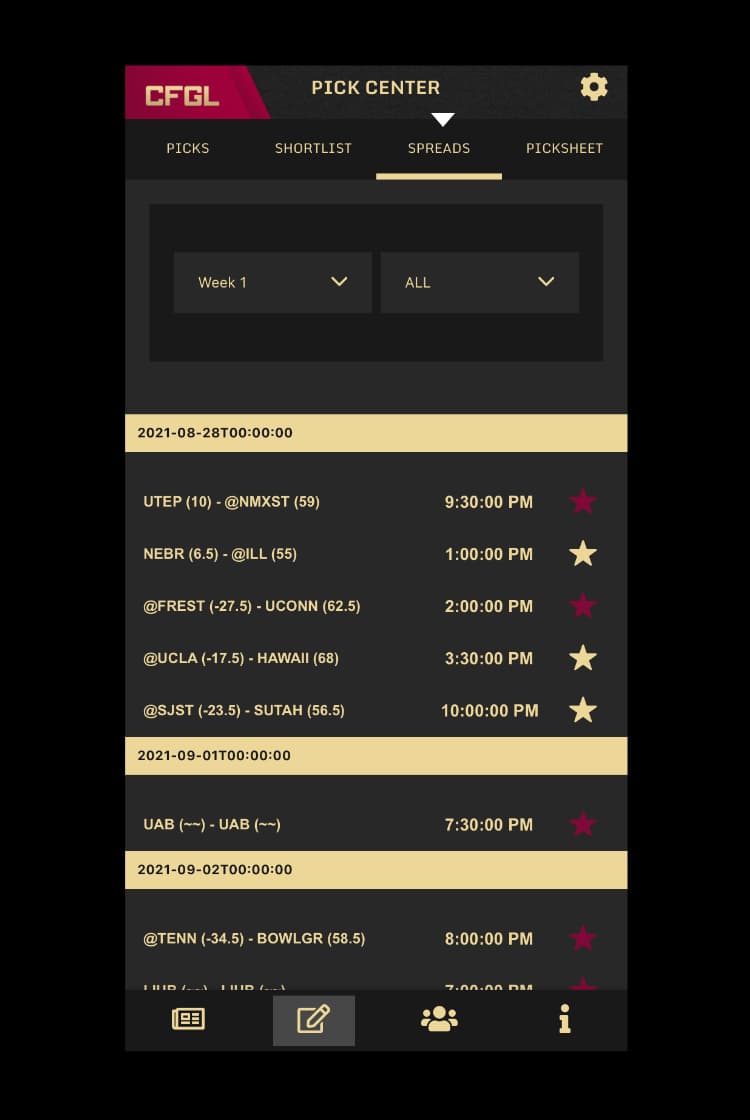 CFGL
PICK CENTER
PICKS SHORTLIST SPREADS PICKSHEET
Week 1 ALL
2021-08-28T00:00:00
UTEP (10) - @NMXST (59) 9:30:00 PM
NEBR (6.5) - @ILL (55) 1:00:00 PM
@FREST (-27.5) - UCONN (62.5) 2:00:00 PM
@UCLA (-17.5) - HAWAII (68) 3:30:00 PM
@SJST (-23.5) - SUTAH (56.5) 10:00:00 PM
2021-09-01T00:00:00
UAB (~~) - UAB (~~) 7:30:00 PM
2021-09-02T00:00:00
@TENN (-34.5) - BOWLGR (58.5) 8:00:00 PM
7:00:00 PM